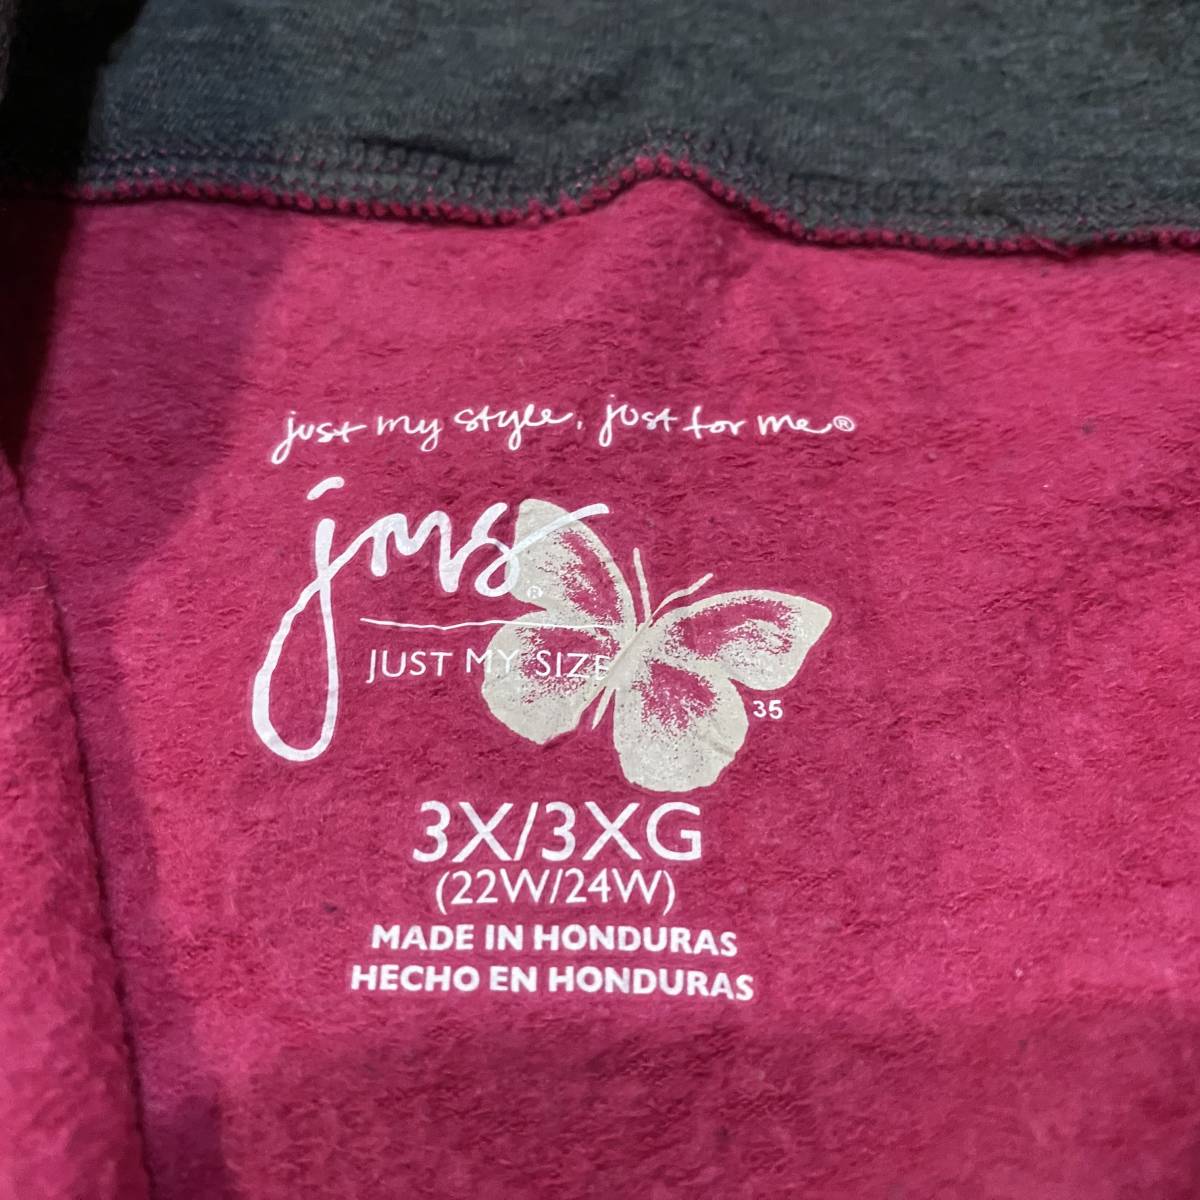 just my style, just for me®
jms®
JUST MY SIZE
35
3X/3XG
(22W/24W)
MADE IN HONDURAS
HECHO EN HONDURAS